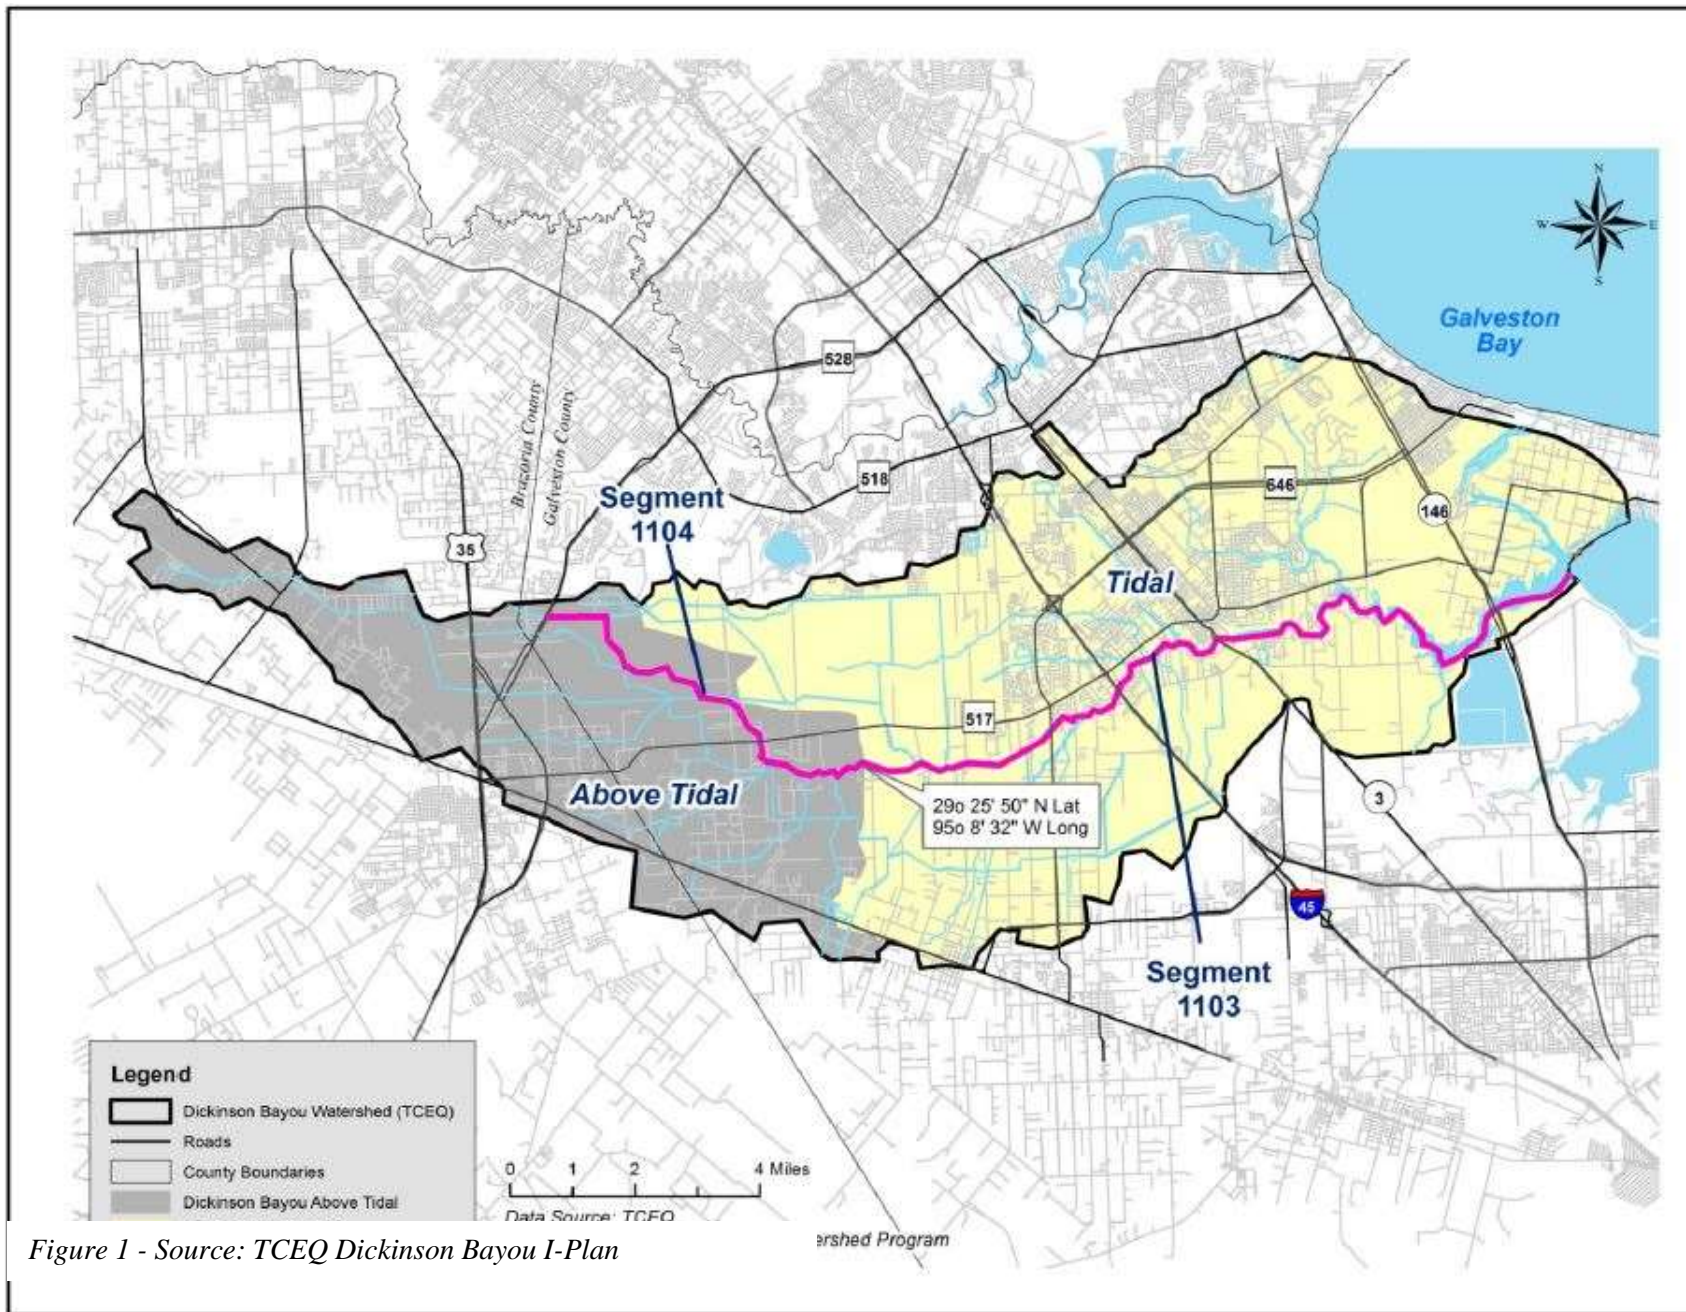 N
W
E
S
Galveston
Bay
528
Brazoria County
Galveston County
518
Segment
1104
646
146
35
Tidal
517
Above Tidal
29o 25' 50" N Lat
95o 8' 32" W Long
3
45
Segment
1103
Legend
Dickinson Bayou Watershed (TCEQ)
Roads
County Boundaries
Dickinson Bayou Above Tidal
0 1 2 4 Miles
Data Source: TCEQ
ershed Program
Figure 1 - Source: TCEQ Dickinson Bayou I-Plan